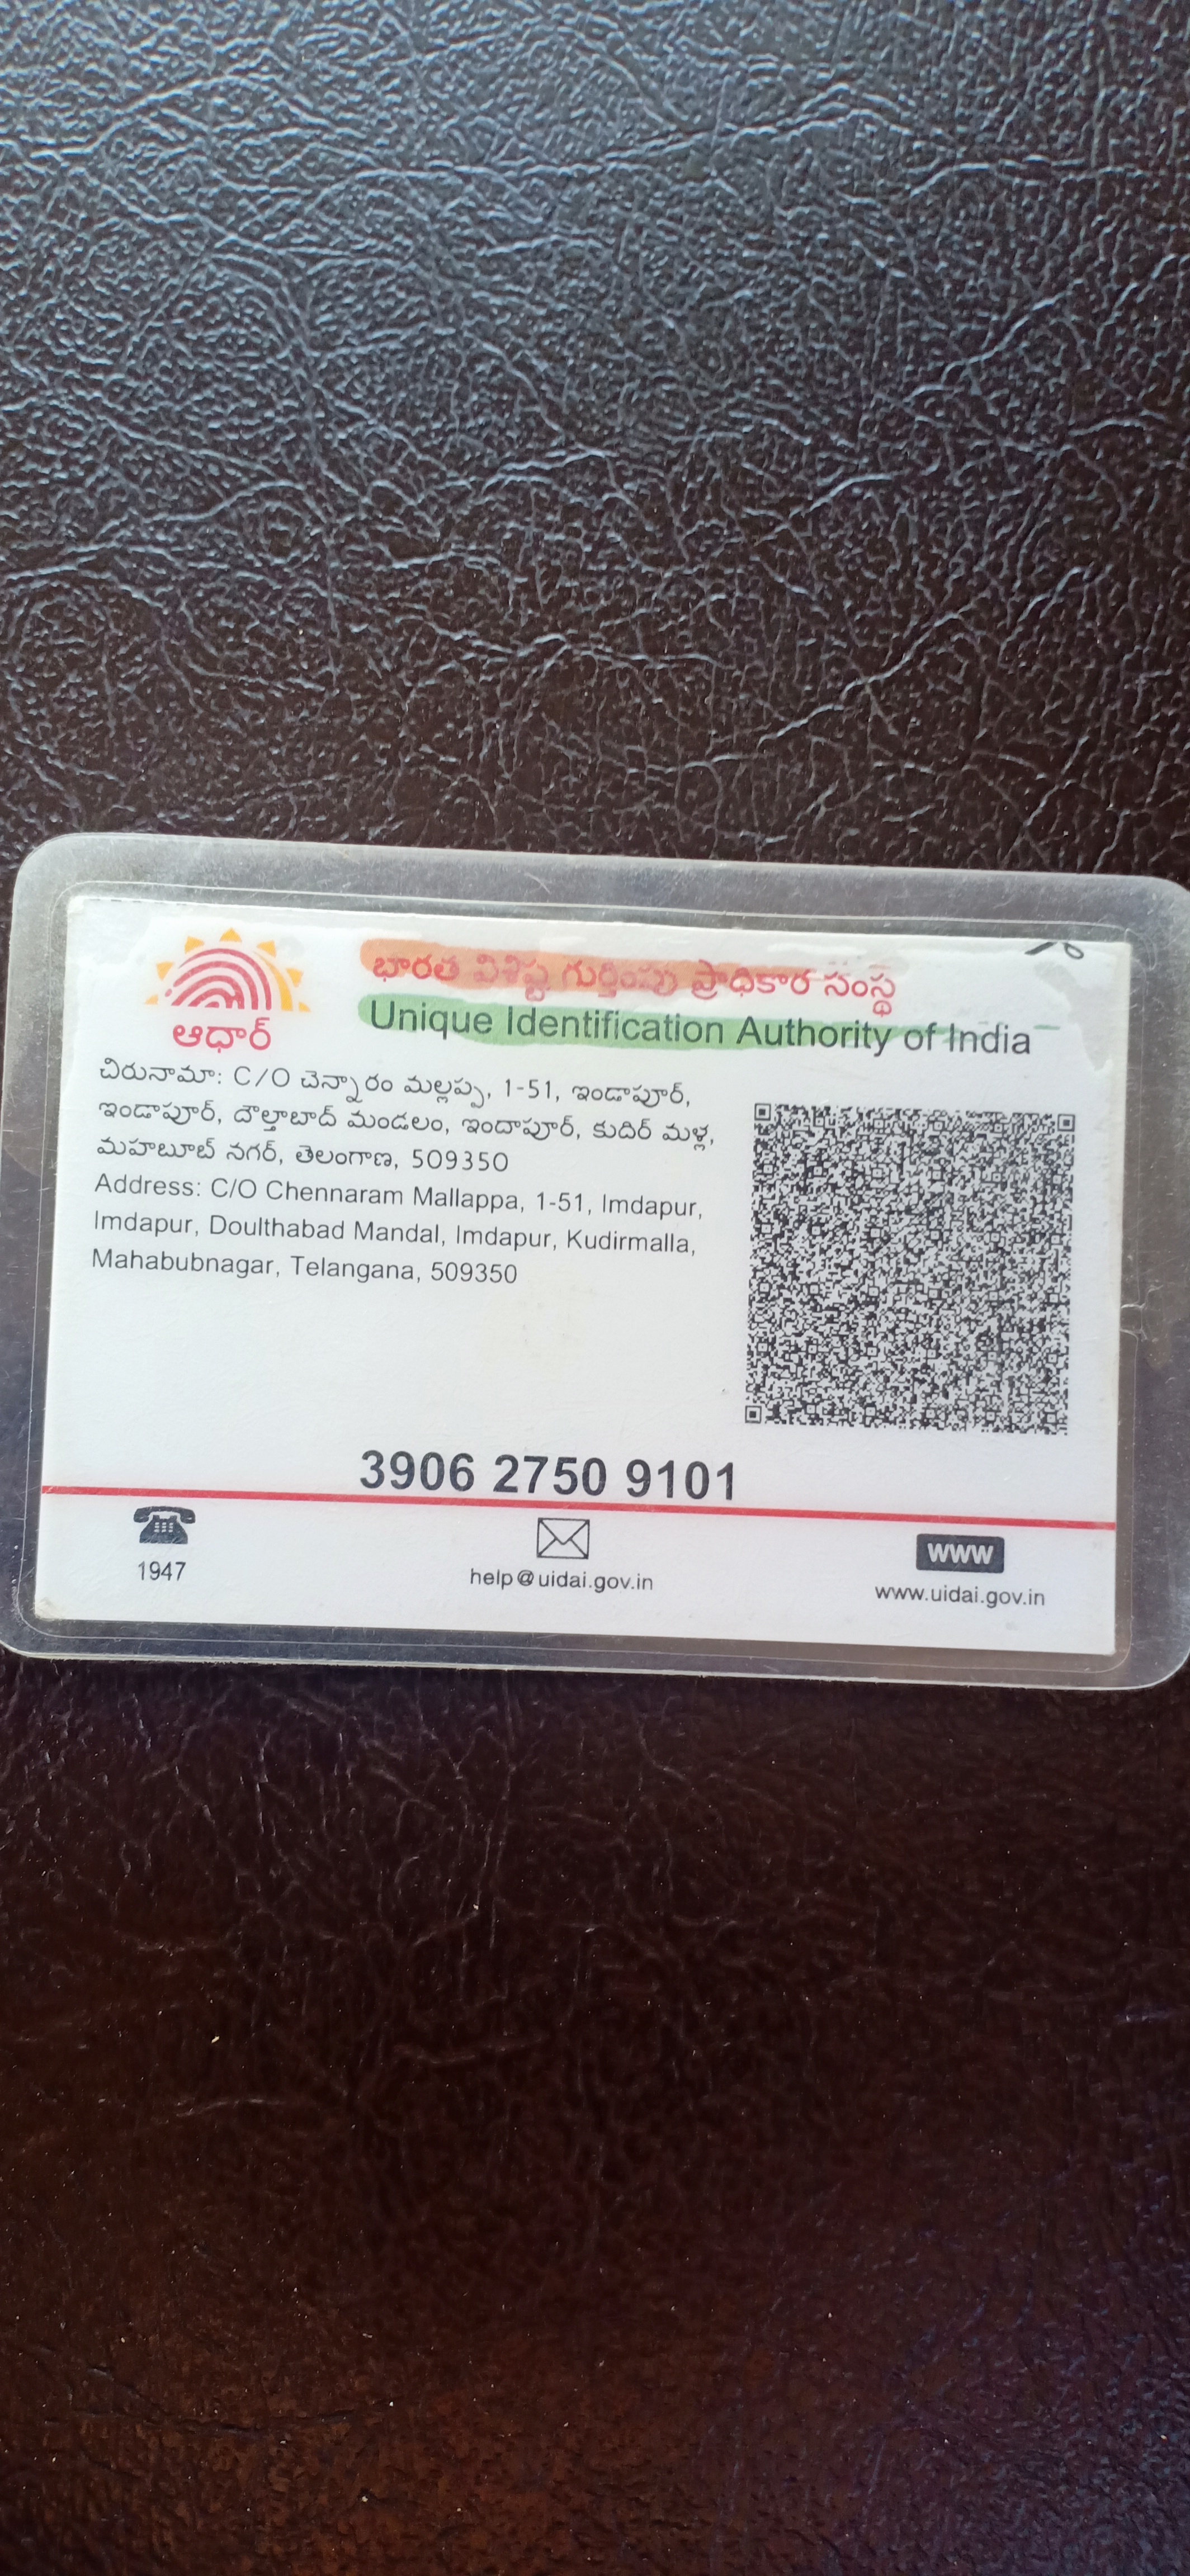 ఆధార్
భారత విశిష్ట గుర్తింపు ప్రాధికార సంస్థ
Unique Identification Authority of India
చిరునామా: C/O చెన్నారం మల్లప్ప, 1-51, ఇండాపూర్,
ఇండాపూర్, దౌల్తాబాద్ మండలం, ఇందాపూర్, కుదిర్ మళ్ల,
మహబూబ్ నగర్, తెలంగాణ, 509350
Address: C/O Chennaram Mallappa, 1-51, Imdapur,
Imdapur, Doulthabad Mandal, Imdapur, Kudirmalla,
Mahabubnagar, Telangana, 509350
3906 2750 9101
1947
help@uidai.gov.in
www
www.uidai.gov.in